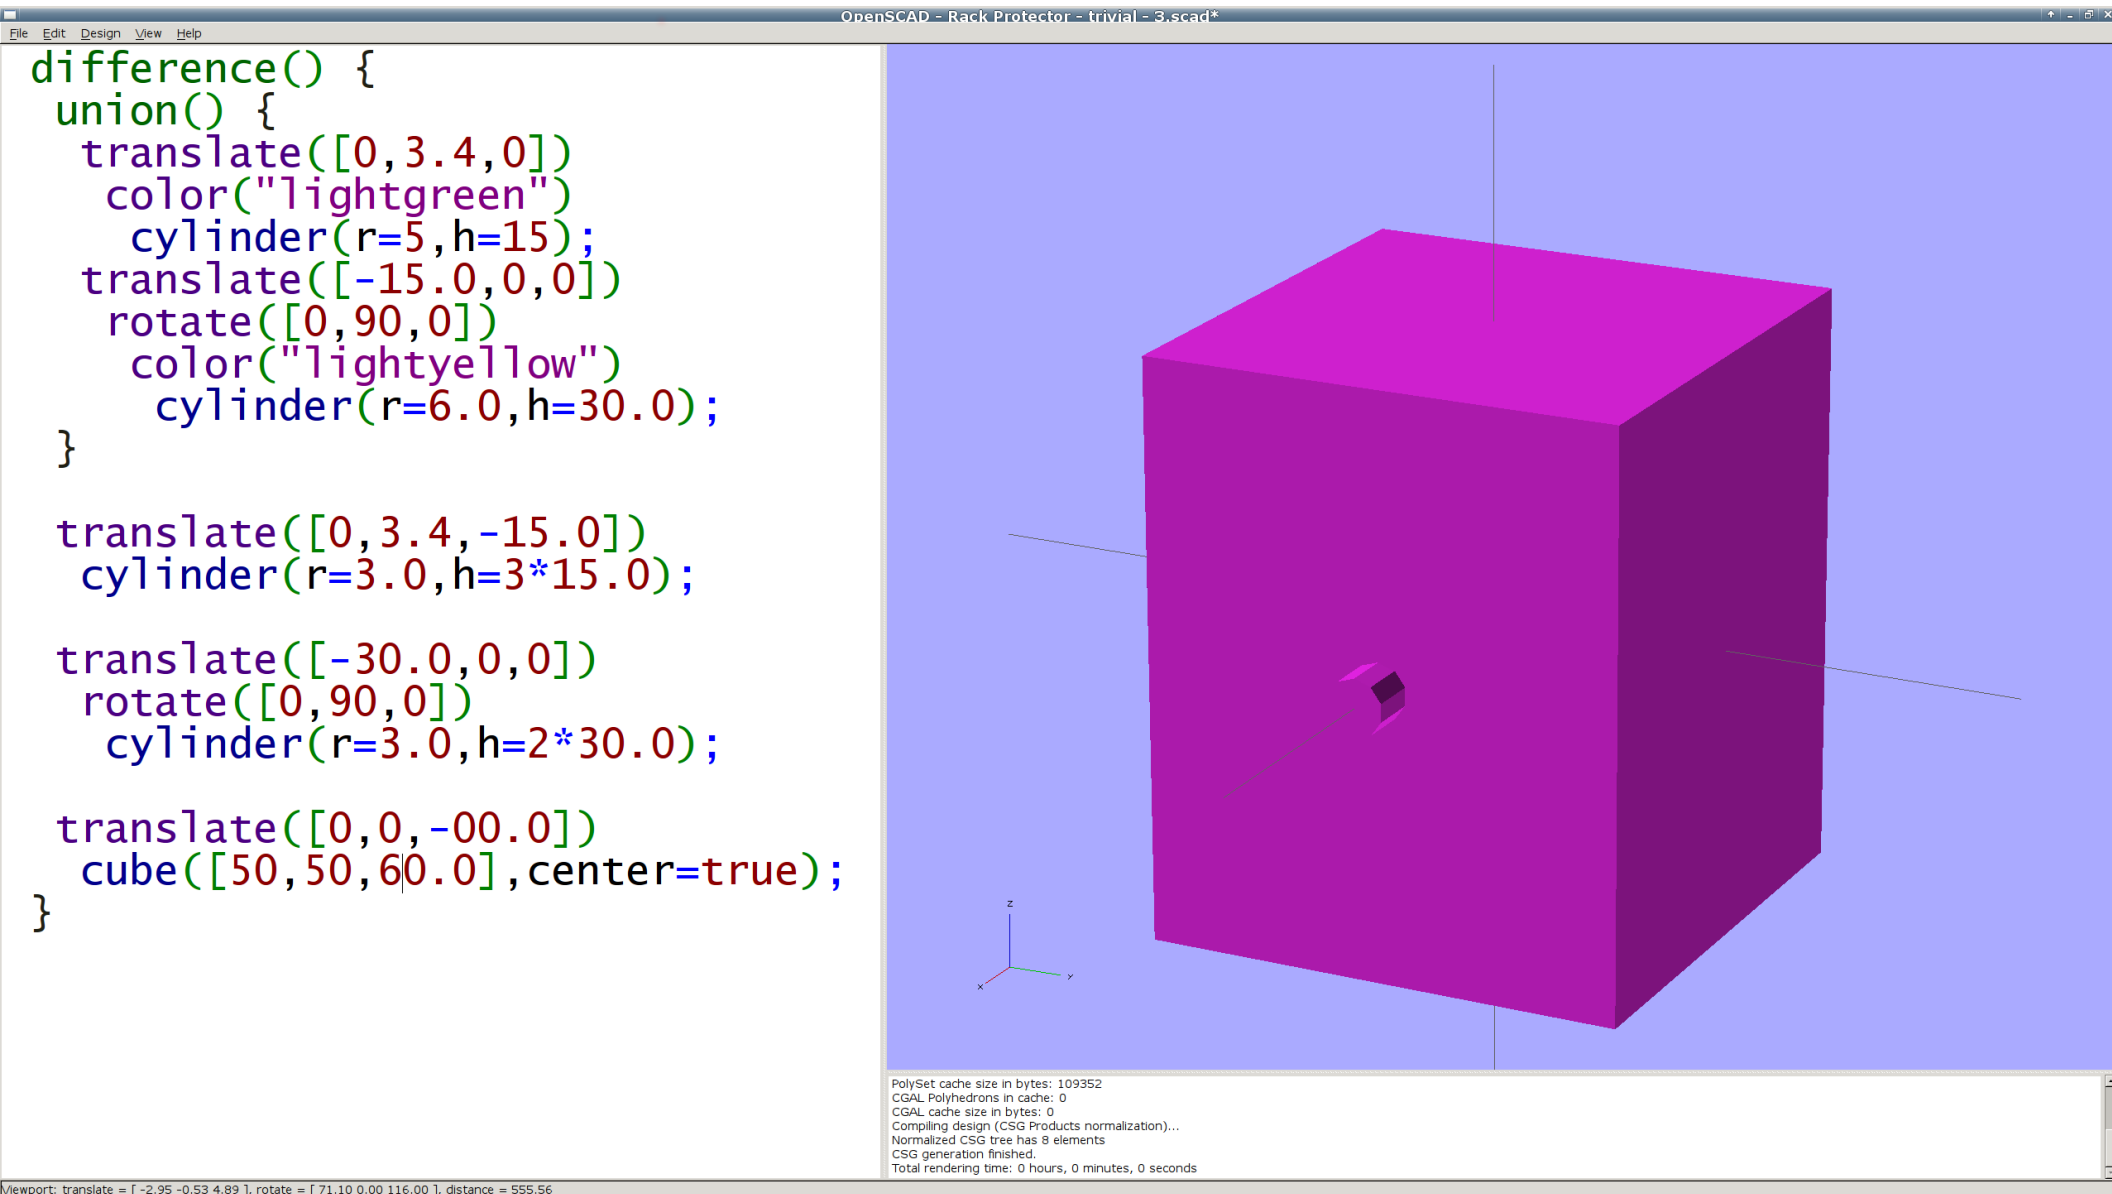 OpenSCAD - Rack Protector - trivial - 3.scad*
File Edit Design View Help
difference() {
union() {
translate([0,3.4,0])
color("lightgreen")
cylinder(r=5,h=15);
translate([-15.0,0,0])
rotate([0,90,0])
color("lightyellow")
cylinder(r=6.0,h=30.0);
}
translate([0,3.4,-15.0])
cylinder(r=3.0,h=3*15.0);
translate([-30.0,0,0])
rotate([0,90,0])
cylinder(r=3.0,h=2*30.0);
translate([0,0,-00.0])
cube([50,50,60.0],center=true);
}
z
y
x
PolySet cache size in bytes: 109352
CGAL Polyhedrons in cache: 0
CGAL cache size in bytes: 0
Compiling design (CSG Products normalization)...
Normalized CSG tree has 8 elements
CSG generation finished.
Total rendering time: 0 hours, 0 minutes, 0 seconds
Viewport: translate = [ -2.95 -0.53 4.89 ], rotate = [ 71.10 0.00 116.00 ], distance = 555.56